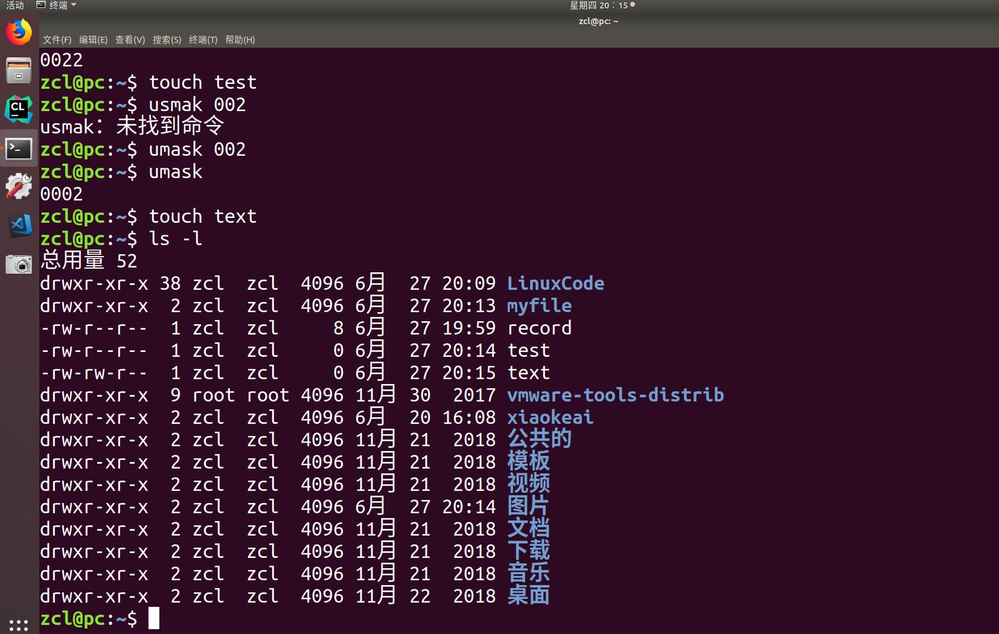 活动 终端 星期四 20：15
zcl@pc: ~
文件(F) 编辑(E) 查看(V) 搜索(S) 终端(T) 帮助(H)
CL
0022
zcl@pc:~$ touch test
zcl@pc:~$ usmak 002
usmak：未找到命令
zcl@pc:~$ umask 002
zcl@pc:~$ umask
0002
zcl@pc:~$ touch text
zcl@pc:~$ ls -l
总用量 52
drwxr-xr-x 38 zcl  zcl  4096 6月  27 20:09 LinuxCode
drwxr-xr-x  2 zcl  zcl  4096 6月  27 20:13 myfile
-rw-r--r--  1 zcl  zcl     8 6月  27 19:59 record
-rw-r--r--  1 zcl  zcl     0 6月  27 20:14 test
-rw-rw-r--  1 zcl  zcl     0 6月  27 20:15 text
drwxr-xr-x  9 root root 4096 11月 30  2017 vmware-tools-distrib
drwxr-xr-x  2 zcl  zcl  4096 6月  20 16:08 xiaokeai
drwxr-xr-x  2 zcl  zcl  4096 11月 21  2018 公共的
drwxr-xr-x  2 zcl  zcl  4096 11月 21  2018 模板
drwxr-xr-x  2 zcl  zcl  4096 11月 21  2018 视频
drwxr-xr-x  2 zcl  zcl  4096 6月  27 20:14 图片
drwxr-xr-x  2 zcl  zcl  4096 11月 21  2018 文档
drwxr-xr-x  2 zcl  zcl  4096 11月 21  2018 下载
drwxr-xr-x  2 zcl  zcl  4096 11月 21  2018 音乐
drwxr-xr-x  2 zcl  zcl  4096 11月 22  2018 桌面
zcl@pc:~$